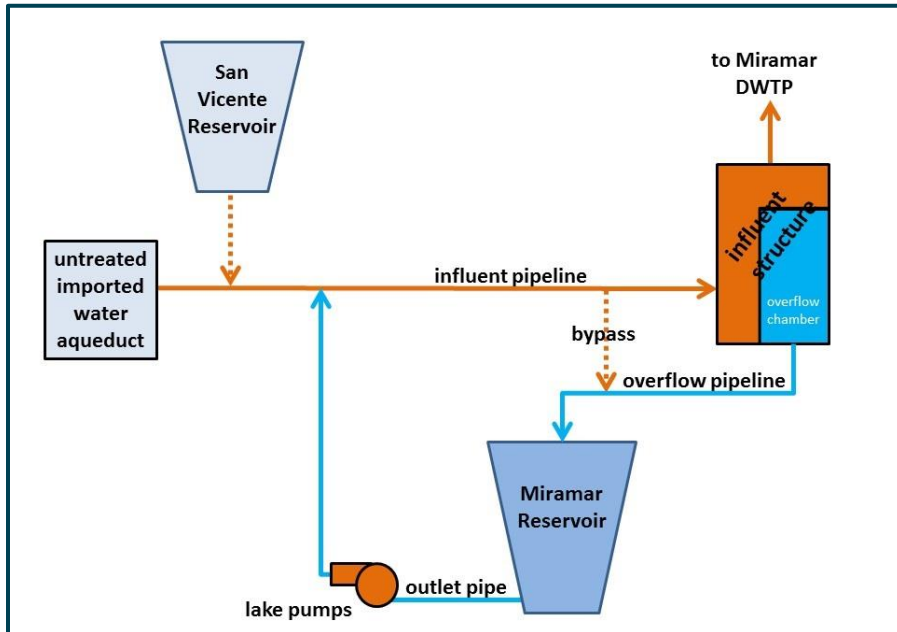 San
Vicente
Reservoir
to Miramar
DWTP
untreated
imported
water
aqueduct
influent pipeline
influent
structure
overflow
chamber
bypass
overflow pipeline
Miramar
Reservoir
outlet pipe
lake pumps